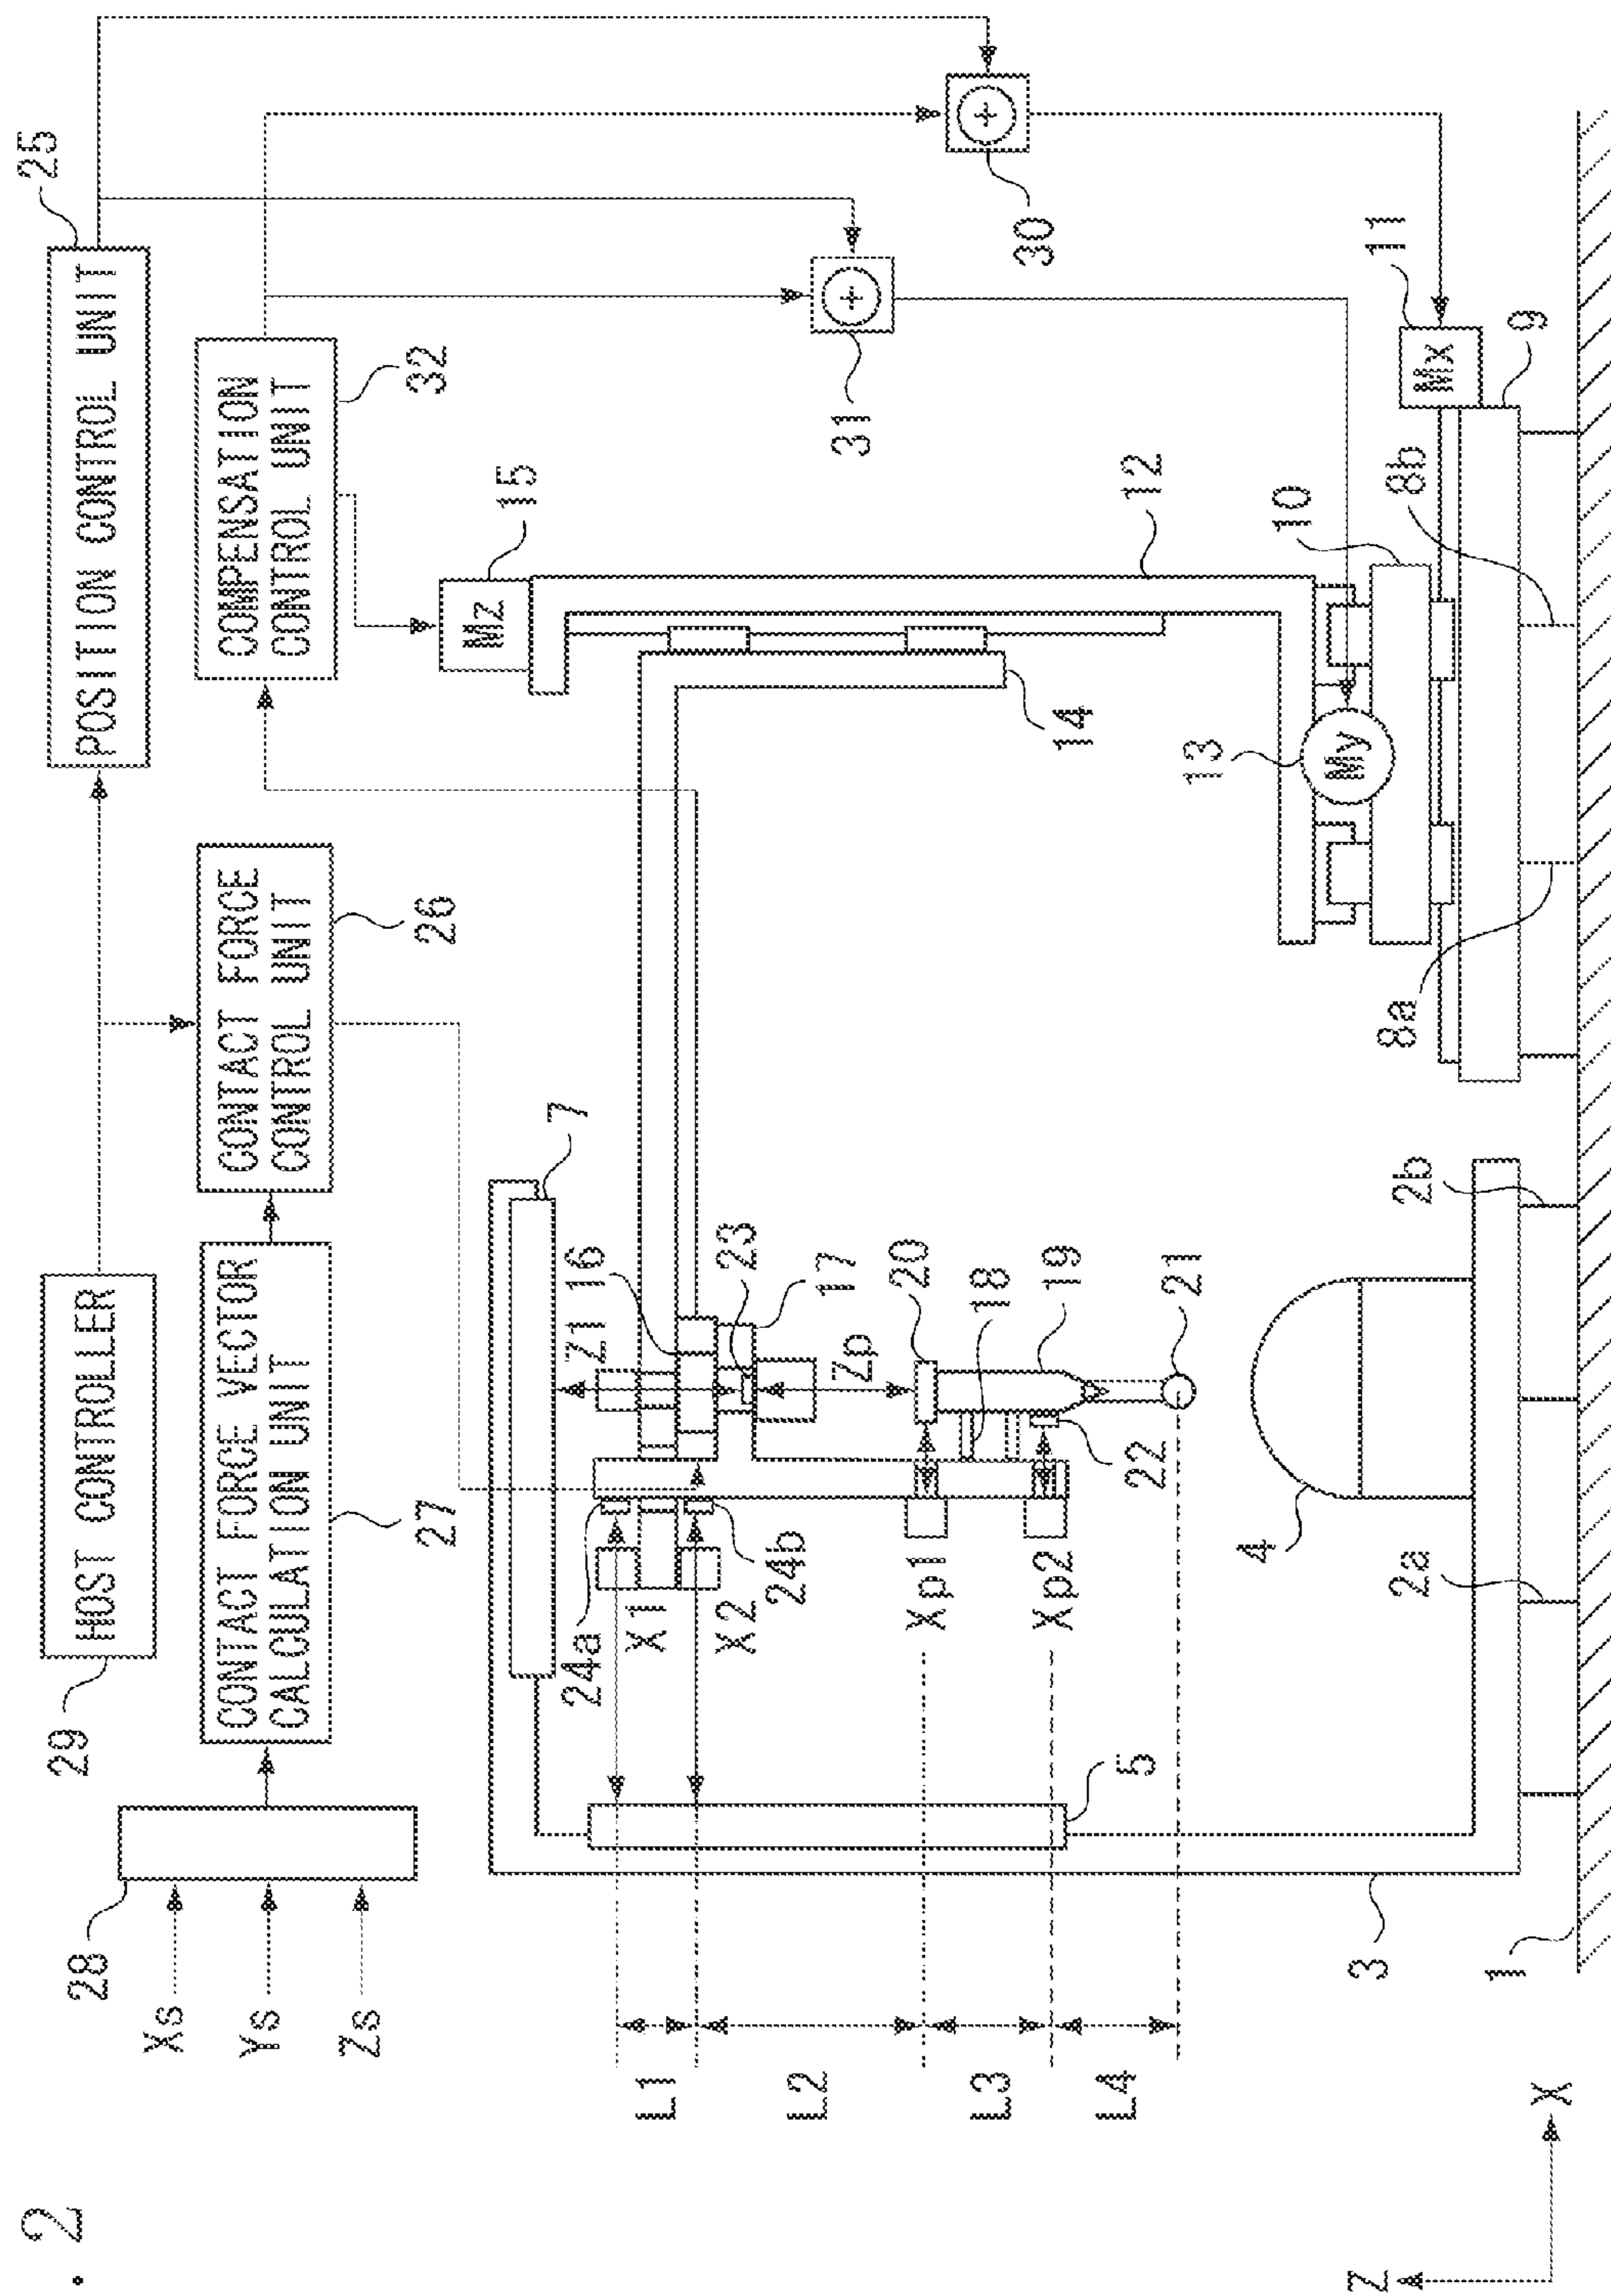 . 2
29
HOST CONTROLLER
25
POSITION CONTROL UNIT
28
Xs
Ys
Zs
CONTACT FORCE VECTOR
CALCULATION UNIT
27
CONTACT FORCE
CONTROL UNIT
26
COMPENSATION
CONTROL UNIT
32
31
30
15
Mz
7
24a
X1
X2
24b
Z1
16
23
17
Zp
12
14
L1
L2
L3
L4
Xp1
Xp2
20
18
19
21
22
5
4
13
My
10
11
Mx
9
8a
8b
2a
2b
3
1
Z
X